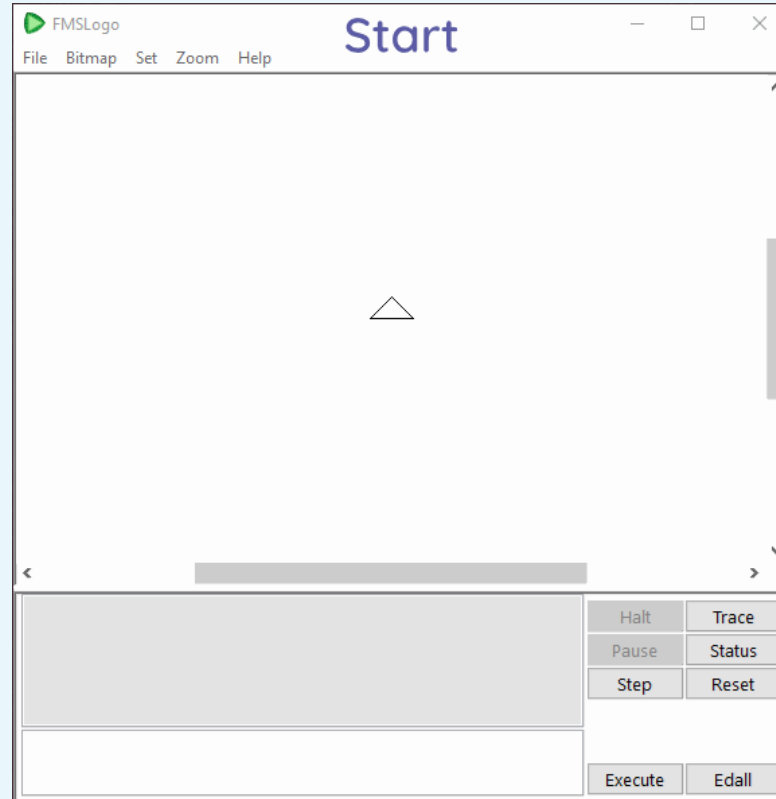 FMSLogo
Start
File Bitmap Set Zoom Help
Halt Trace
Pause Status
Step Reset
Execute Edall